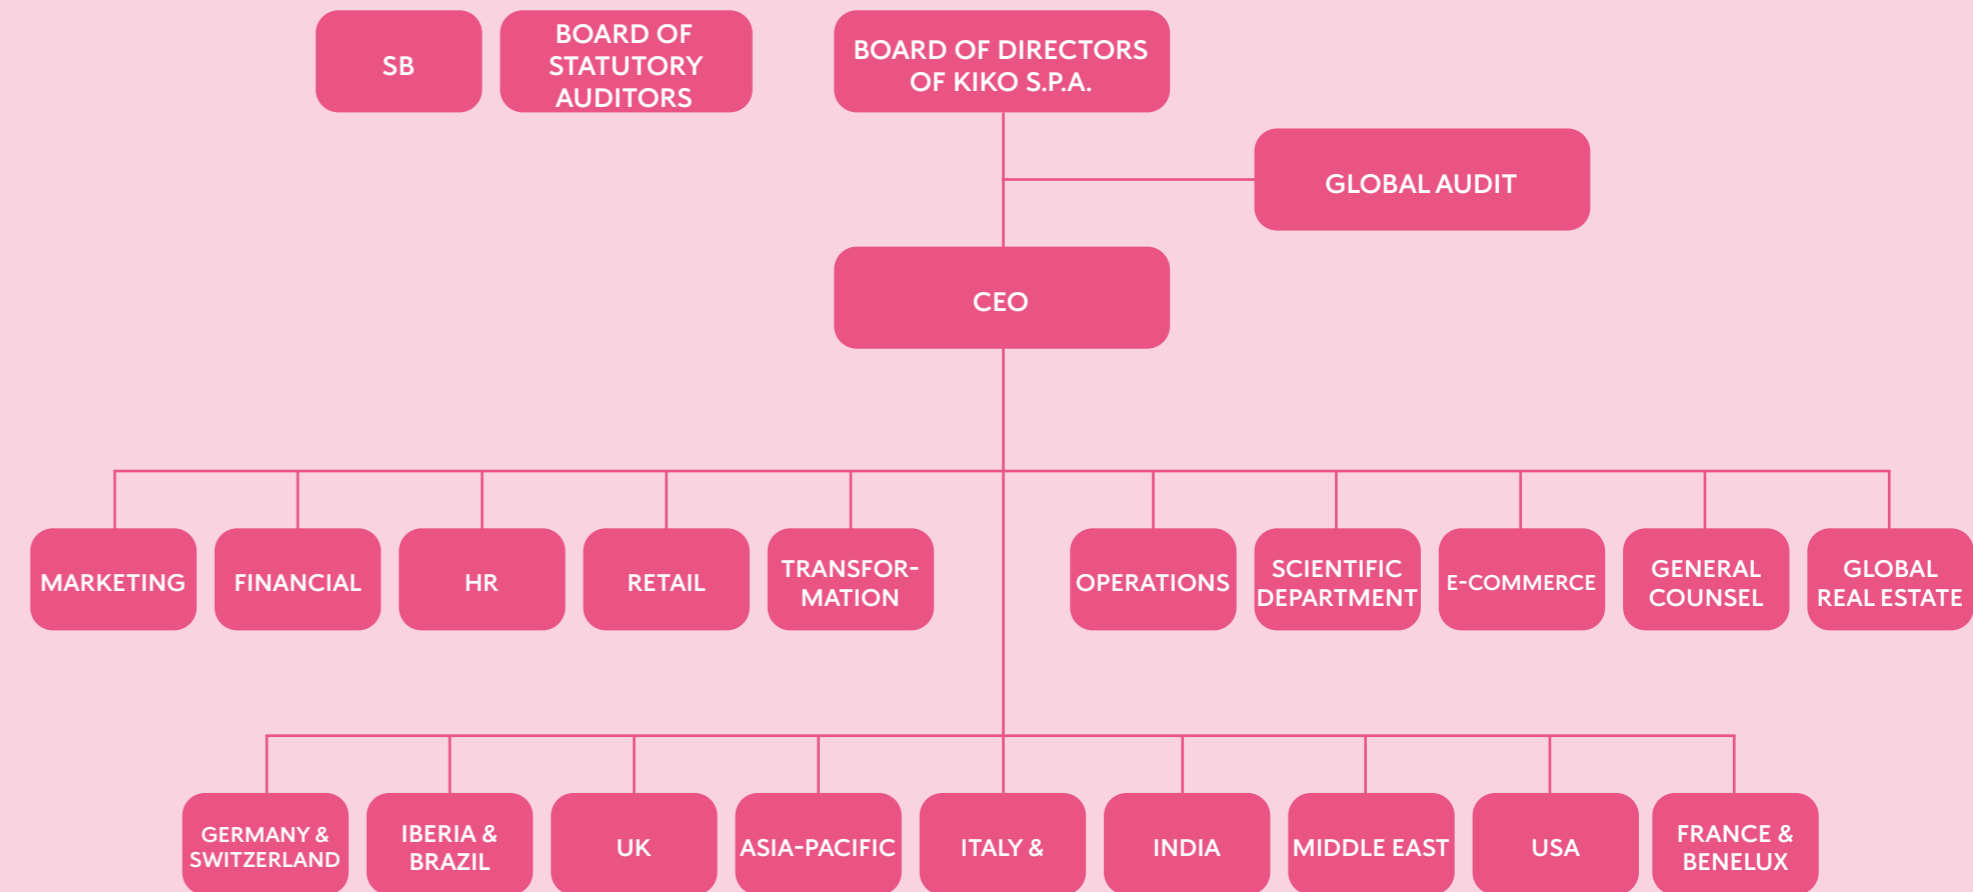 SB
BOARD OF
STATUTORY
AUDITORS
BOARD OF DIRECTORS
OF KIKO S.P.A.
GLOBAL AUDIT
CEO
MARKETING
FINANCIAL
HR
RETAIL
TRANSFOR-
MATION
OPERATIONS
SCIENTIFIC
DEPARTMENT
E-COMMERCE
GENERAL
COUNSEL
GLOBAL
REAL ESTATE
GERMANY &
SWITZERLAND
IBERIA &
BRAZIL
UK
ASIA-PACIFIC
ITALY &
INDIA
MIDDLE EAST
USA
FRANCE &
BENELUX